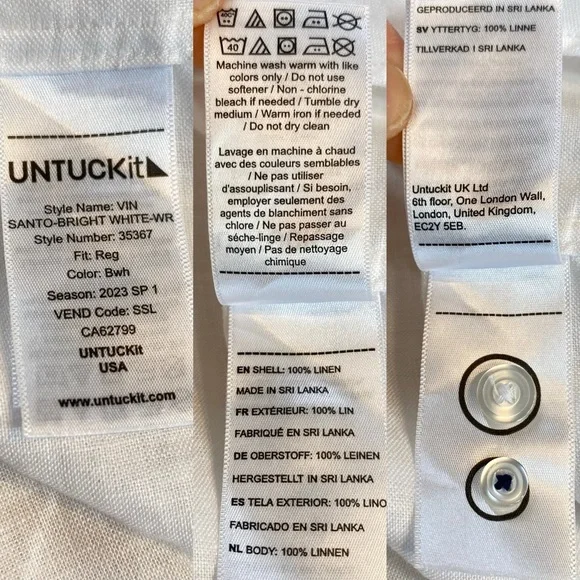 UNTUCKit
Style Name: VIN
SANTO-BRIGHT WHITE-WR
Style Number: 35367
Fit: Reg
Color: Bwh
Season: 2023 SP 1
VEND Code: SSL
CA62799
UNTUCKit
USA
www.untuckit.com
40
Machine wash warm with like
colors only / Do not use
softener / Non - chlorine
bleach if needed / Tumble dry
medium / Warm iron if needed
/ Do not dry clean
Lavage en machine à chaud
avec des couleurs semblables
/ Ne pas utiliser
d'assouplissant / Si besoin,
employer seulement des
agents de blanchiment sans
chlore / Ne pas passer au
séche-linge / Repassage
moyen / Pas de nettoyage
chimique
EN SHELL: 100% LINEN
MADE IN SRI LANKA
FR EXTÉRIEUR: 100% LIN
FABRIQUÉ EN SRI LANKA
DE OBERSTOFF: 100% LEINEN
HERGESTELLT IN SRI LANKA
ES TELA EXTERIOR: 100% LINO
FABRICADO EN SRI LANKA
NL BODY: 100% LINNEN
GEPRODUCEERD IN SRI LANKA
SV YTTERTYG: 100% LINNE
TILLVERKAD I SRI LANKA
Untuckit UK Ltd
6th floor, One London Wall,
London, United Kingdom,
EC2Y 5EB.